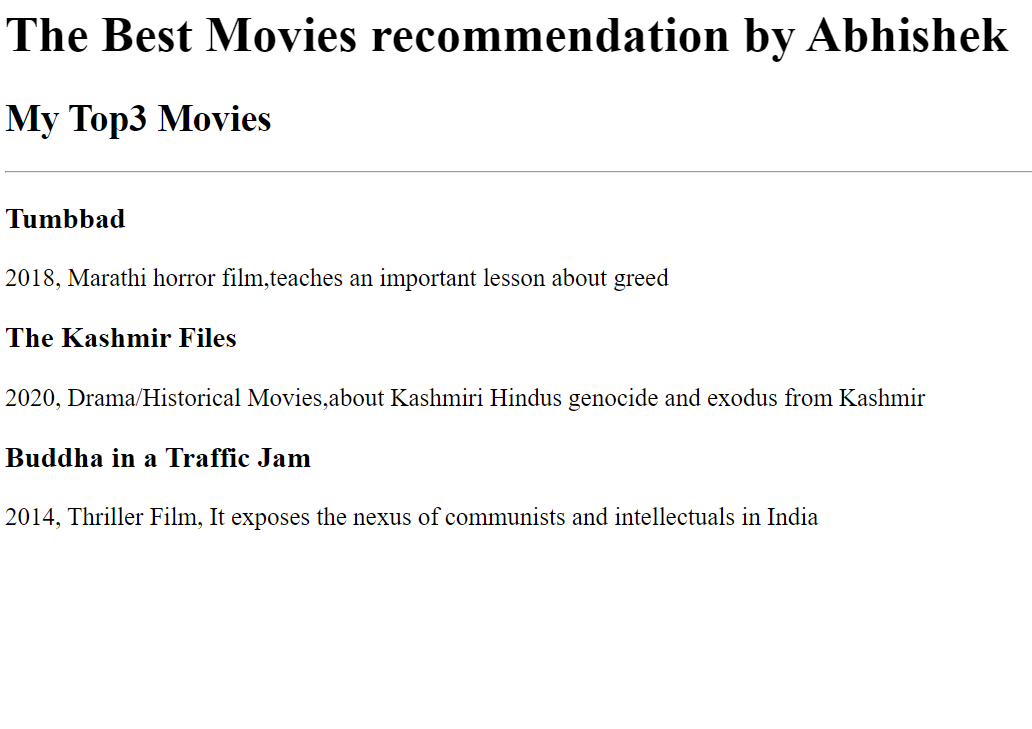 The Best Movies recommendation by Abhishek
My Top3 Movies
Tumbbad
2018, Marathi horror film,teaches an important lesson about greed
The Kashmir Files
2020, Drama/Historical Movies,about Kashmiri Hindus genocide and exodus from Kashmir
Buddha in a Traffic Jam
2014, Thriller Film, It exposes the nexus of communists and intellectuals in India